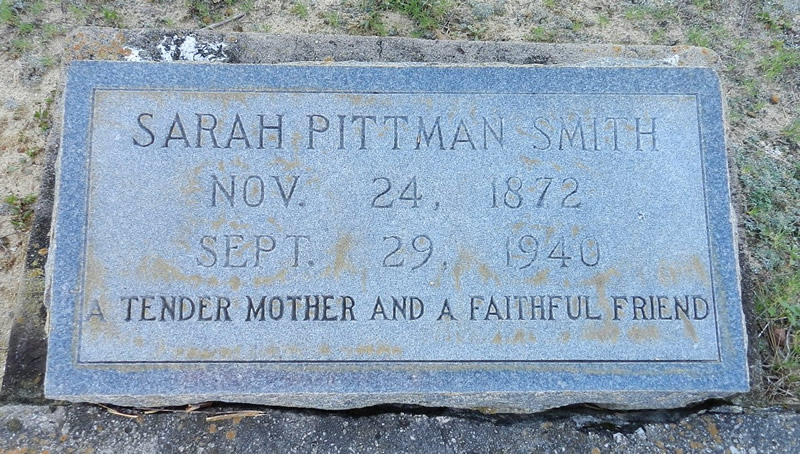 SARAH PITTMAN SMITH
NOV. 24, 1872
SEPT. 29, 1940
A TENDER MOTHER AND A FAITHFUL FRIEND